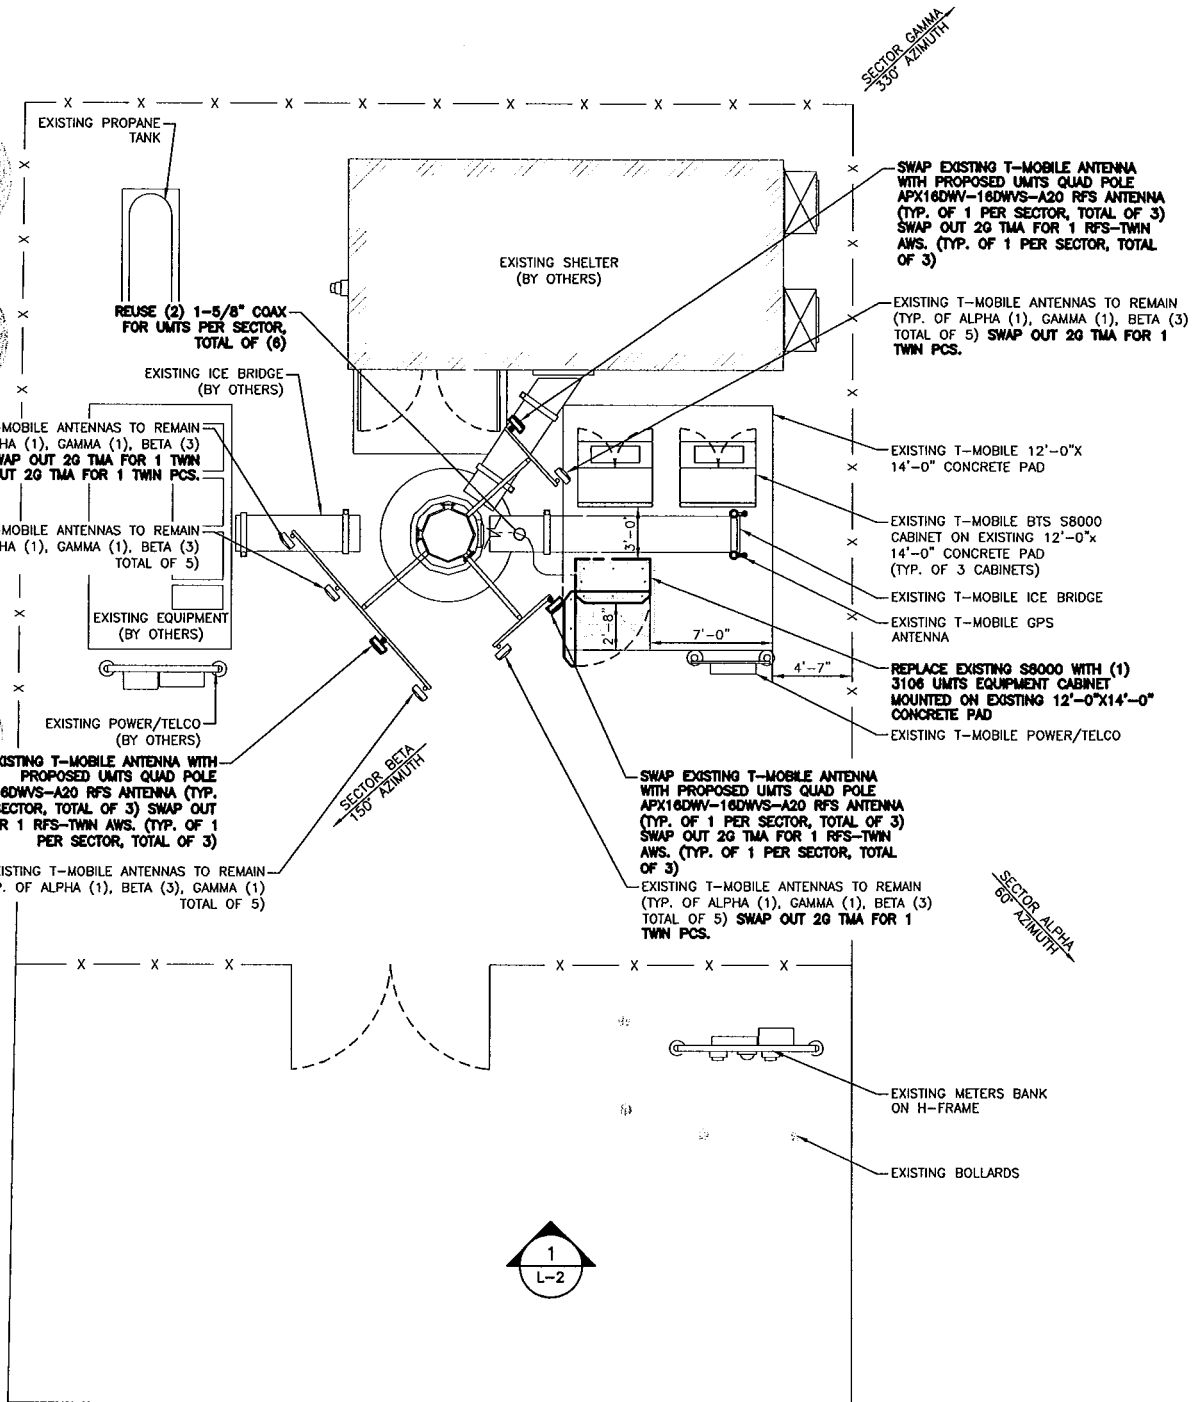 SECTOR GAMMA
330° AZIMUTH
EXISTING PROPANE
TANK
SWAP EXISTING T-MOBILE ANTENNA
WITH PROPOSED UMTS QUAD POLE
APX16DWV-16DWVS-A20 RFS ANTENNA
(TYP. OF 1 PER SECTOR, TOTAL OF 3)
SWAP OUT 2G TMA FOR 1 RFS-TWIN
AWS. (TYP. OF 1 PER SECTOR, TOTAL
OF 3)
EXISTING SHELTER
(BY OTHERS)
REUSE (2) 1-5/8" COAX
FOR UMTS PER SECTOR,
TOTAL OF (6)
EXISTING T-MOBILE ANTENNAS TO REMAIN
(TYP. OF ALPHA (1), GAMMA (1), BETA (3)
TOTAL OF 5) SWAP OUT 2G TMA FOR 1
TWIN PCS.
EXISTING ICE BRIDGE
(BY OTHERS)
-MOBILE ANTENNAS TO REMAIN
HA (1), GAMMA (1), BETA (3)
WAP OUT 2G TMA FOR 1 TWIN
UT 2G TMA FOR 1 TWIN PCS.
EXISTING T-MOBILE 12'-0"X
14'-0" CONCRETE PAD
-MOBILE ANTENNAS TO REMAIN
HA (1), GAMMA (1), BETA (3)
TOTAL OF 5)
EXISTING T-MOBILE BTS S8000
CABINET ON EXISTING 12'-0"x
14'-0" CONCRETE PAD
(TYP. OF 3 CABINETS)
3'-0"
EXISTING T-MOBILE ICE BRIDGE
EXISTING EQUIPMENT
(BY OTHERS)
EXISTING T-MOBILE GPS
ANTENNA
2'-8"
7'-0"
4'-7"
REPLACE EXISTING S8000 WITH (1)
3106 UMTS EQUIPMENT CABINET
MOUNTED ON EXISTING 12'-0"X14'-0"
CONCRETE PAD
EXISTING POWER/TELCO
(BY OTHERS)
EXISTING T-MOBILE POWER/TELCO
XISTING T-MOBILE ANTENNA WITH
PROPOSED UMTS QUAD POLE
6DWVS-A20 RFS ANTENNA (TYP.
SECTOR, TOTAL OF 3) SWAP OUT
R 1 RFS-TWIN AWS. (TYP. OF 1
PER SECTOR, TOTAL OF 3)
SECTOR BETA
150° AZIMUTH
SWAP EXISTING T-MOBILE ANTENNA
WITH PROPOSED UMTS QUAD POLE
APX16DWV-16DWVS-A20 RFS ANTENNA
(TYP. OF 1 PER SECTOR, TOTAL OF 3)
SWAP OUT 2G TMA FOR 1 RFS-TWIN
AWS. (TYP. OF 1 PER SECTOR, TOTAL
OF 3)
XISTING T-MOBILE ANTENNAS TO REMAIN
P. OF ALPHA (1), BETA (3), GAMMA (1)
TOTAL OF 5)
EXISTING T-MOBILE ANTENNAS TO REMAIN
(TYP. OF ALPHA (1), GAMMA (1), BETA (3)
TOTAL OF 5) SWAP OUT 2G TMA FOR 1
TWIN PCS.
SECTOR ALPHA
60° AZIMUTH
EXISTING METERS BANK
ON H-FRAME
EXISTING BOLLARDS
1
L-2